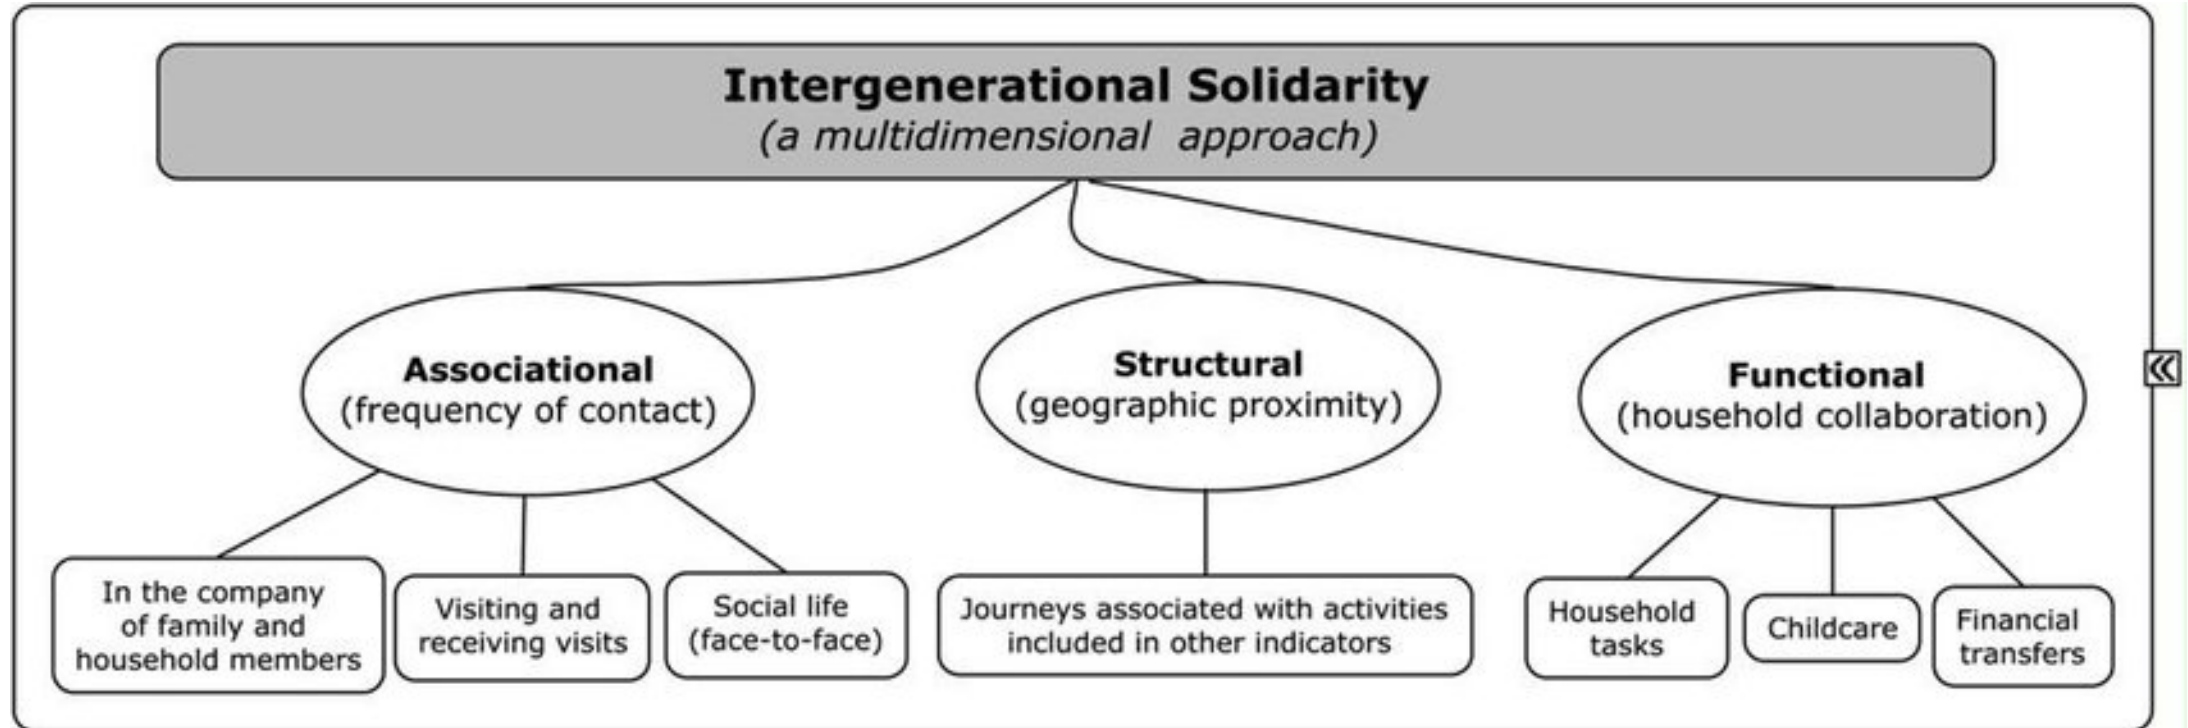 Intergenerational Solidarity
(a multidimensional approach)
Associational
(frequency of contact)
Structural
(geographic proximity)
Functional
(household collaboration)
In the company
of family and
household members
Visiting and
receiving visits
Social life
(face-to-face)
Journeys associated with activities
included in other indicators
Household
tasks
Childcare
Financial
transfers